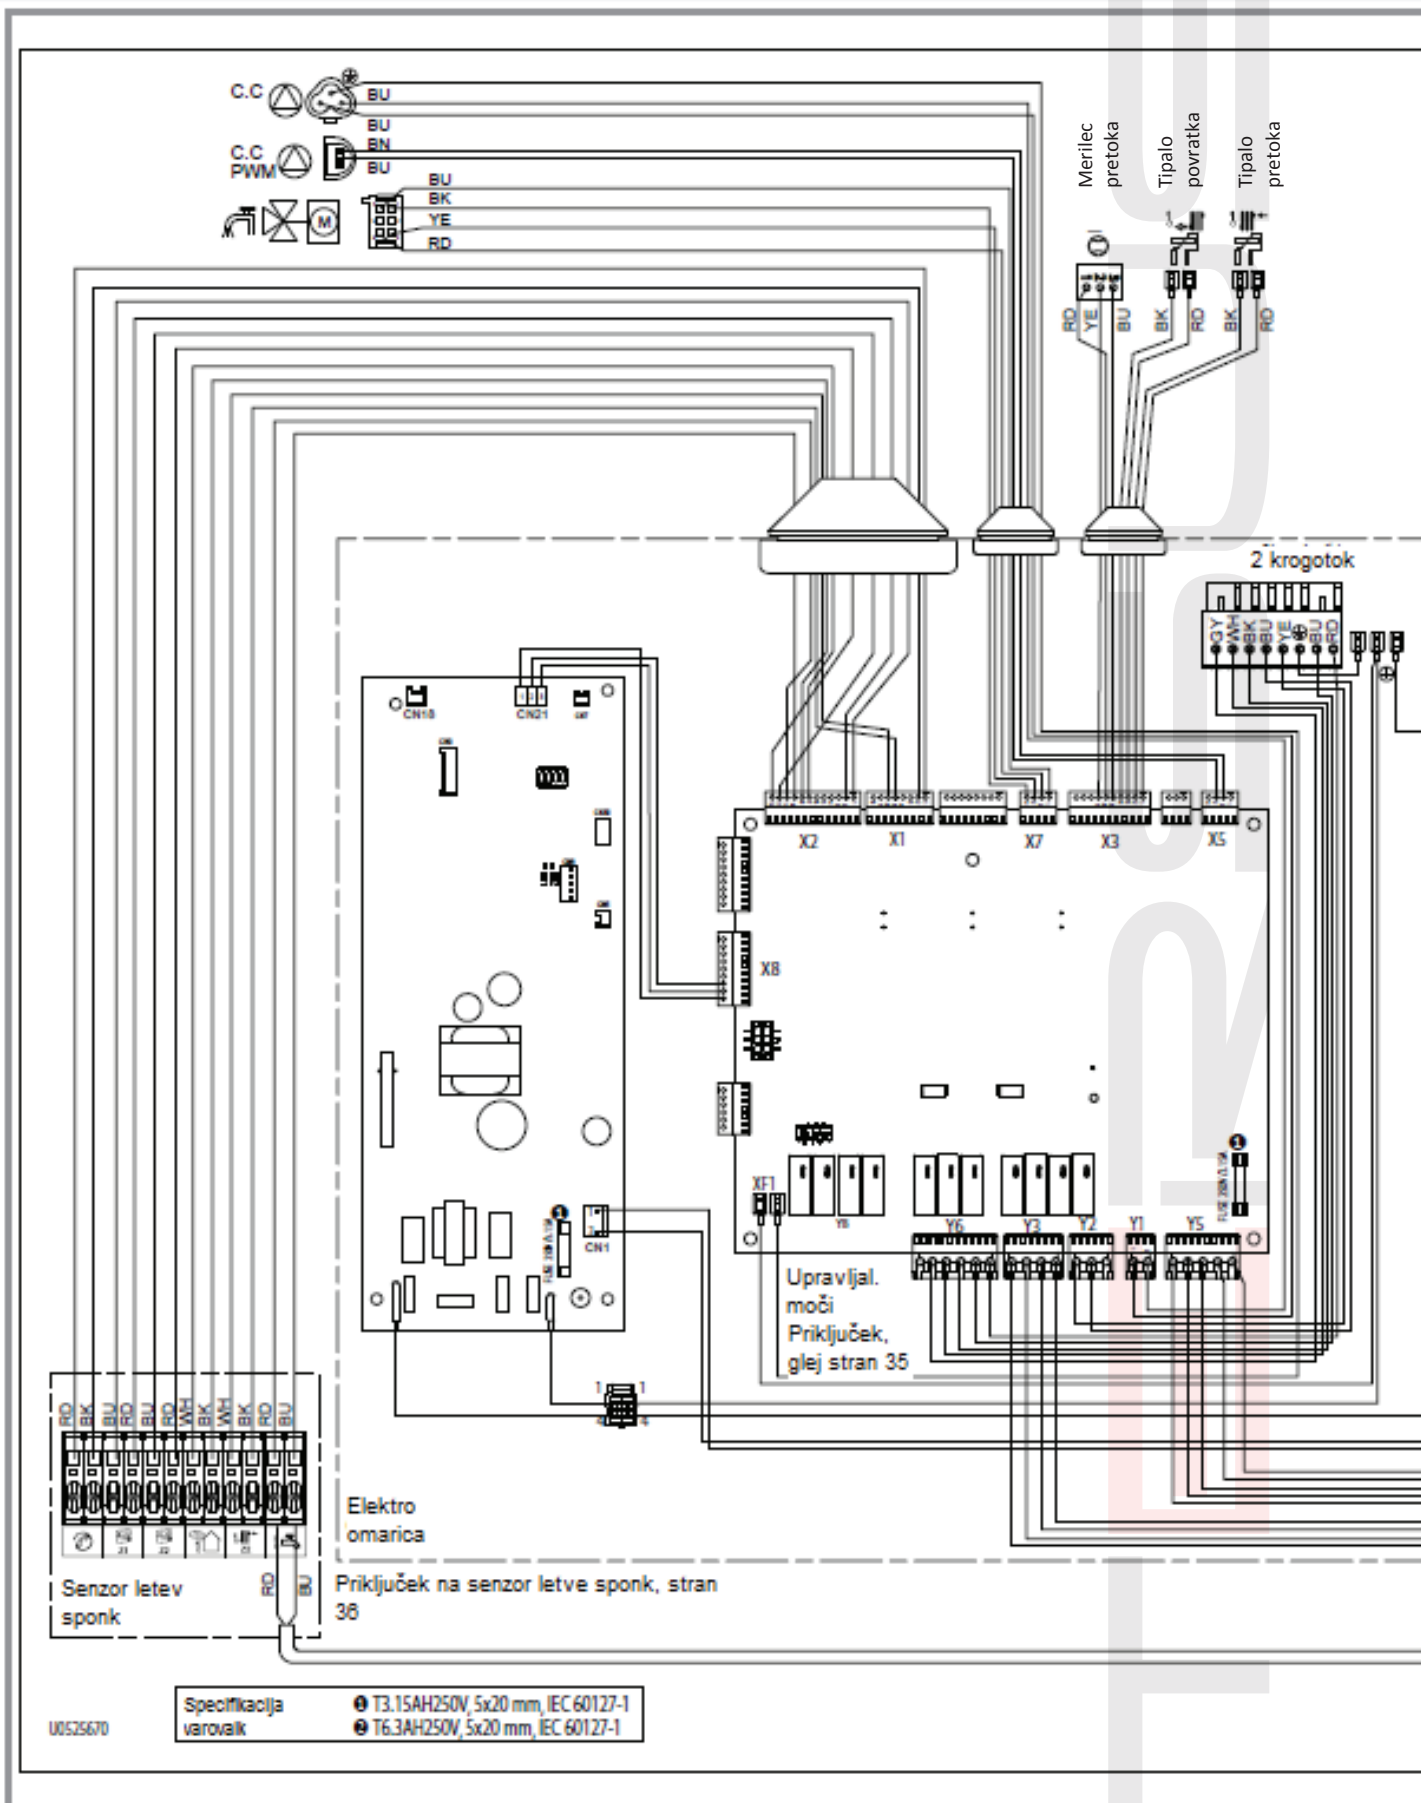 C.C
BU
BU
C.C
PWM
BN
BU
BU
BK
YE
RD
M
Merilec
pretoka
Tipalo
povratka
Tipalo
pretoka
RD
YE
BU
BK
RD
BK
RD
2 krogotok
GY
WH
BK
BU
YE
BU
RD
CN18
CN21
X2
X1
X7
X3
X5
X8
XF1
Y8
Y6
Y3
Y2
Y1
Y5
CN1
Upravljal.
moči
Priključek,
glej stran 35
1 1
4 4
RD
BK
BU
RD
BU
RD
WH
BK
WH
BK
RD
BU
Elektro
omarica
Senzor letev
sponk
RD
BU
Priključek na senzor letve sponk, stran
36
Specifikacija
varovalk
❶ T3.15AH250V, 5x20 mm, IEC 60127-1
❷ T6.3AH250V, 5x20 mm, IEC 60127-1
U0525670